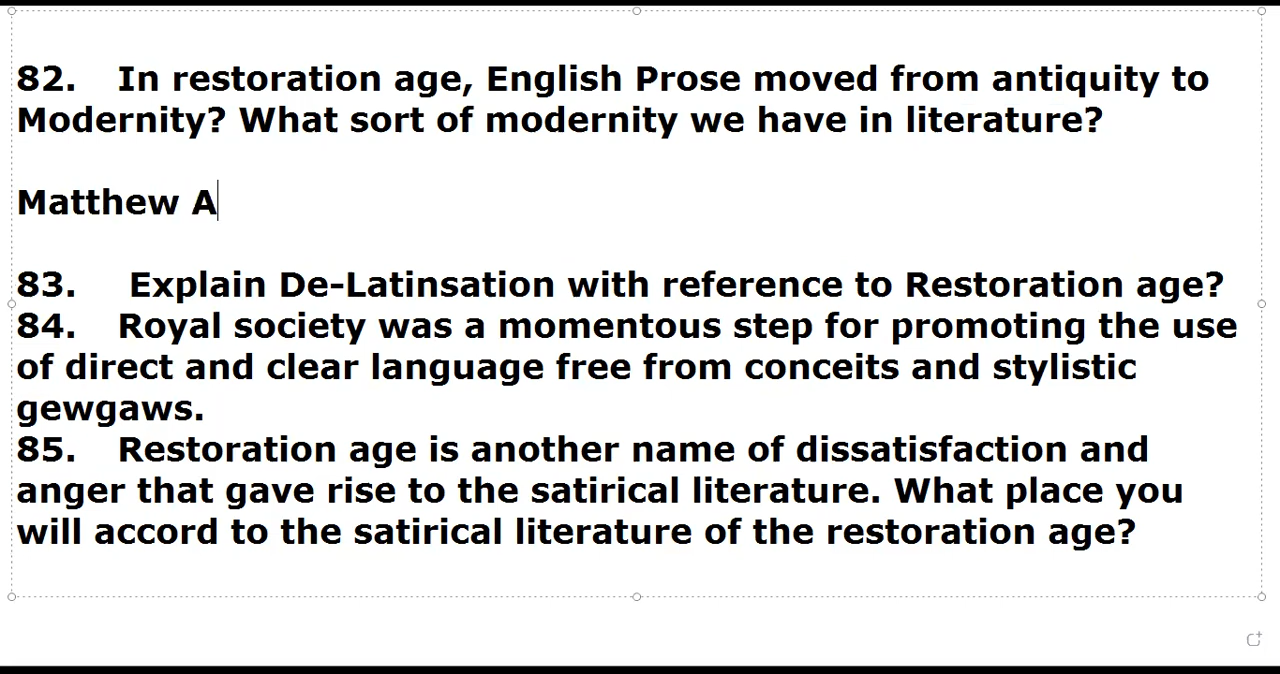 82. In restoration age, English Prose moved from antiquity to
Modernity? What sort of modernity we have in literature?
Matthew A
83. Explain De-Latinsation with reference to Restoration age?
84. Royal society was a momentous step for promoting the use
of direct and clear language free from conceits and stylistic
gewgaws.
85. Restoration age is another name of dissatisfaction and
anger that gave rise to the satirical literature. What place you
will accord to the satirical literature of the restoration age?